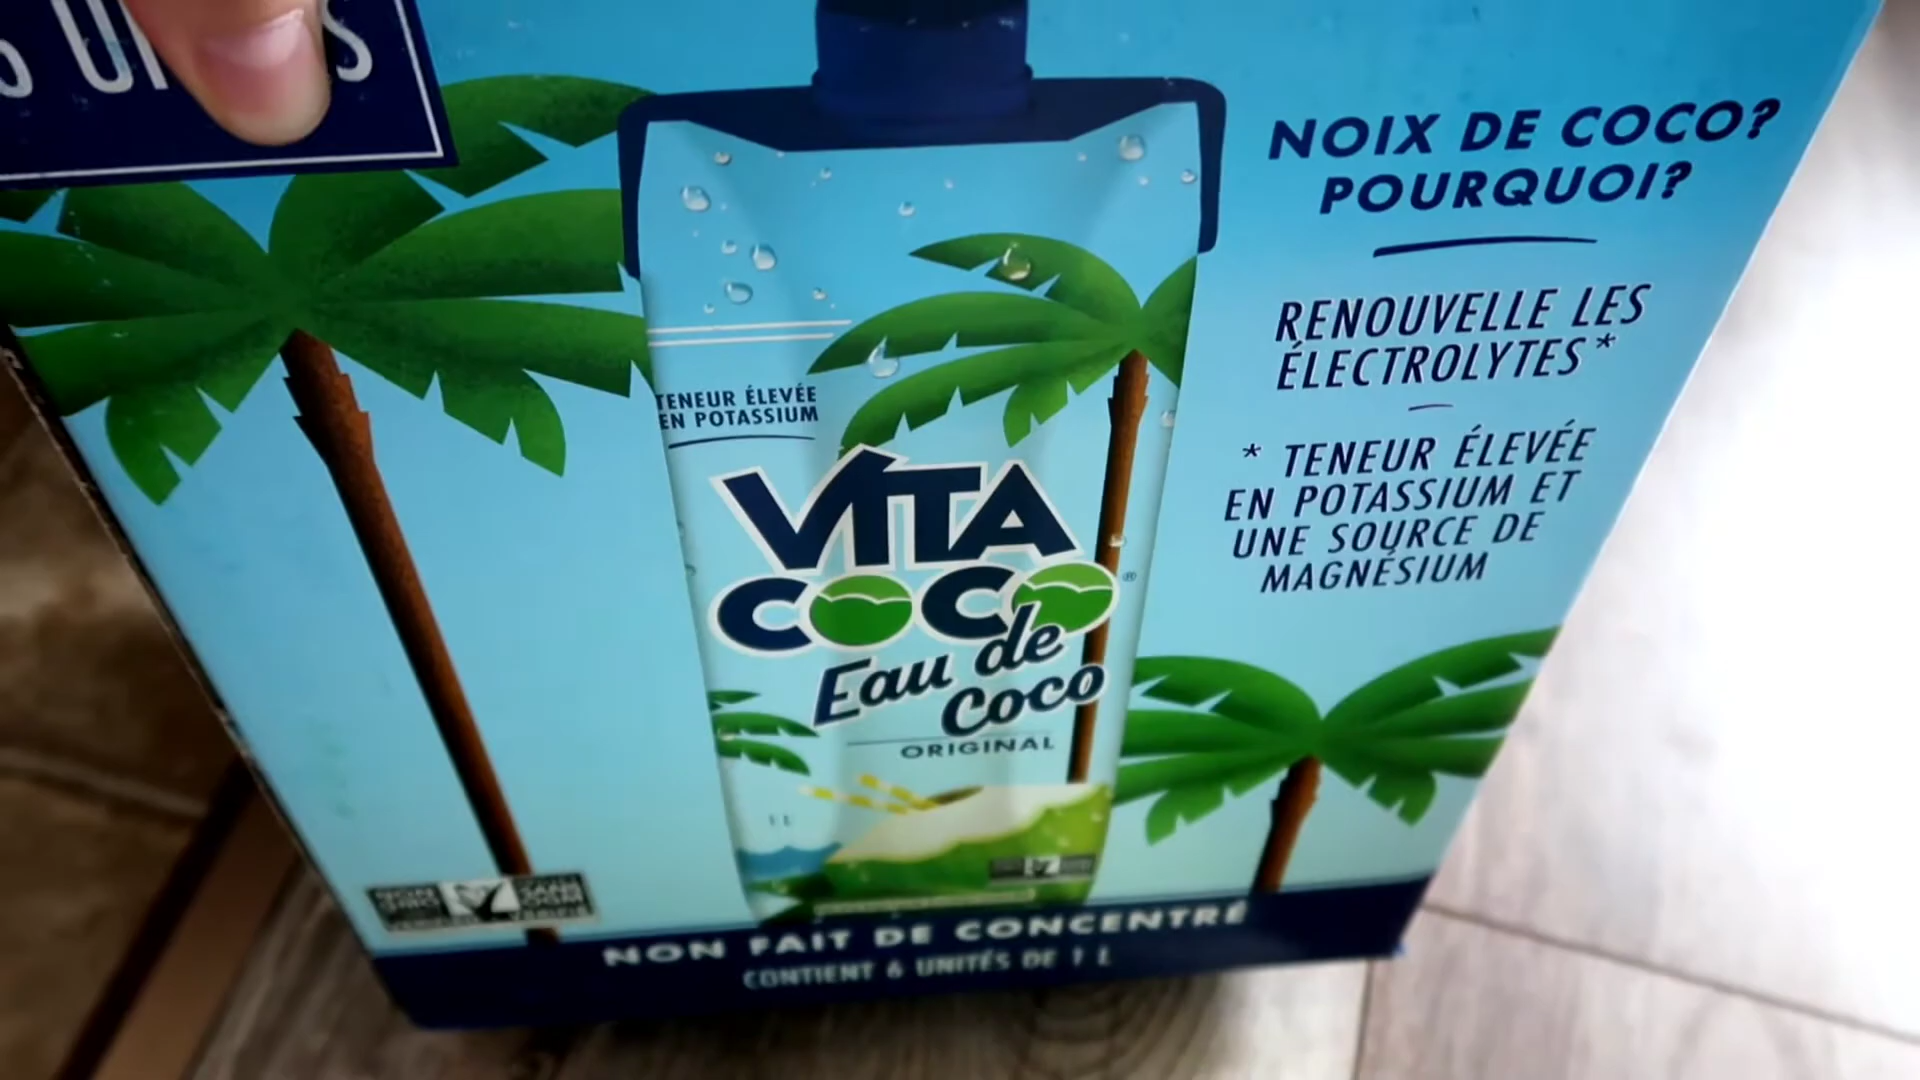 NOIX DE COCO?
POURQUOI?
RENOUVELLE LES
ÉLECTROLYTES*
* TENEUR ÉLEVÉE
EN POTASSIUM ET
UNE SOURCE DE
MAGNÉSIUM
TENEUR ÉLEVÉE
EN POTASSIUM
VITA
COCO®
Eau de
Coco
ORIGINAL
1 L
NON FAIT DE CONCENTRÉ
CONTIENT 6 UNITÉS DE 1 L